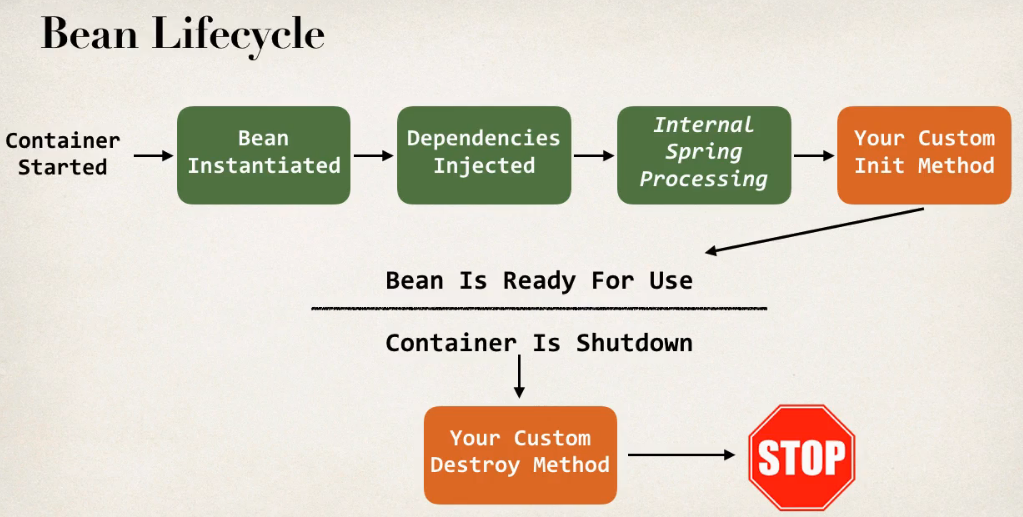 Bean Lifecycle
Container
Started
Bean
Instantiated
Dependencies
Injected
Internal
Spring
Processing
Your Custom
Init Method
Bean Is Ready For Use
Container Is Shutdown
Your Custom
Destroy Method
STOP